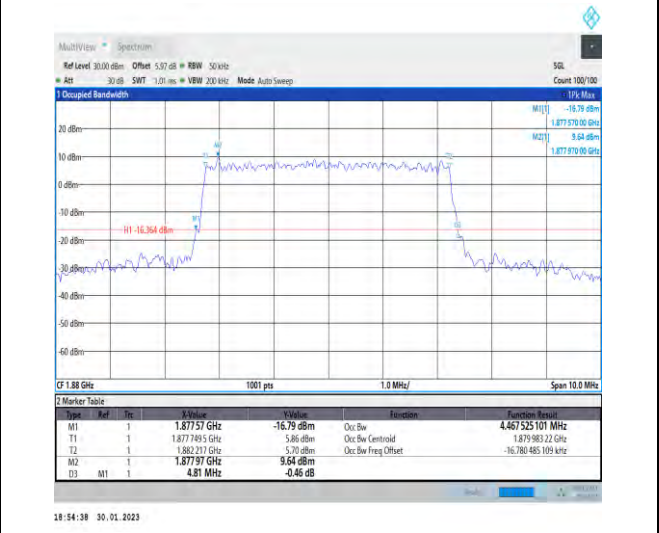 MultiView Spectrum
Ref Level 30.00 dBm Offset 5.97 dB RBW 50 kHz SGL
Att 30 dB SWT 1.01 ms VBW 200 kHz Mode Auto Sweep Count 100/100
1 Occupied Bandwidth 1Pk Max
M1[1] -16.79 dBm
1.877 570 00 GHz
M2[1] 9.64 dBm
1.877 970 00 GHz
20 dBm
10 dBm
0 dBm
-10 dBm
H1 -16.364 dBm
-20 dBm
-30 dBm
-40 dBm
-50 dBm
-60 dBm
M2
T1
T2
M1
D3
CF 1.88 GHz 1001 pts 1.0 MHz/ Span 10.0 MHz
2 Marker Table
Type Ref Trc X-Value Y-Value Function Function Result
M1 1 1.87757 GHz -16.79 dBm Occ Bw 4.467 525 101 MHz
T1 1 1.877 749 5 GHz 5.86 dBm Occ Bw Centroid 1.879 983 22 GHz
T2 1 1.882 217 GHz 5.70 dBm Occ Bw Freq Offset -16.780 485 109 kHz
M2 1 1.87797 GHz 9.64 dBm
D3 M1 1 4.81 MHz -0.46 dB
18:54:38 30.01.2023